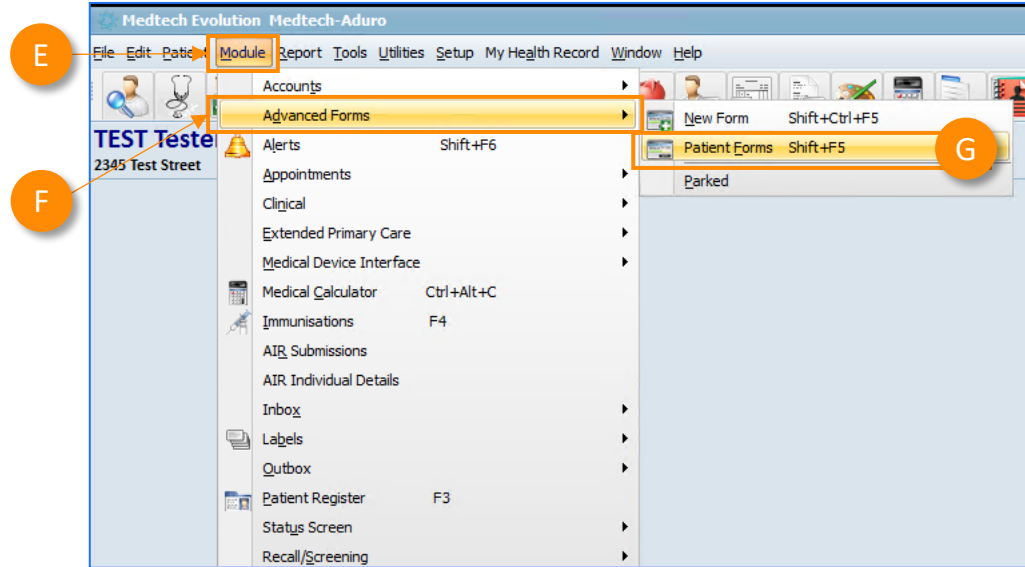 Medtech Evolution Medtech-Aduro
E
File Edit Patient Module Report Tools Utilities Setup My Health Record Window Help
Accounts
F
Advanced Forms
New Form Shift+Ctrl+F5
TEST Teste
2345 Test Street
Alerts Shift+F6
Patient Forms Shift+F5
G
Appointments
Parked
Clinical
Extended Primary Care
Medical Device Interface
Medical Calculator Ctrl+Alt+C
Immunisations F4
AIR Submissions
AIR Individual Details
Inbox
Labels
Outbox
Patient Register F3
Status Screen
Recall/Screening